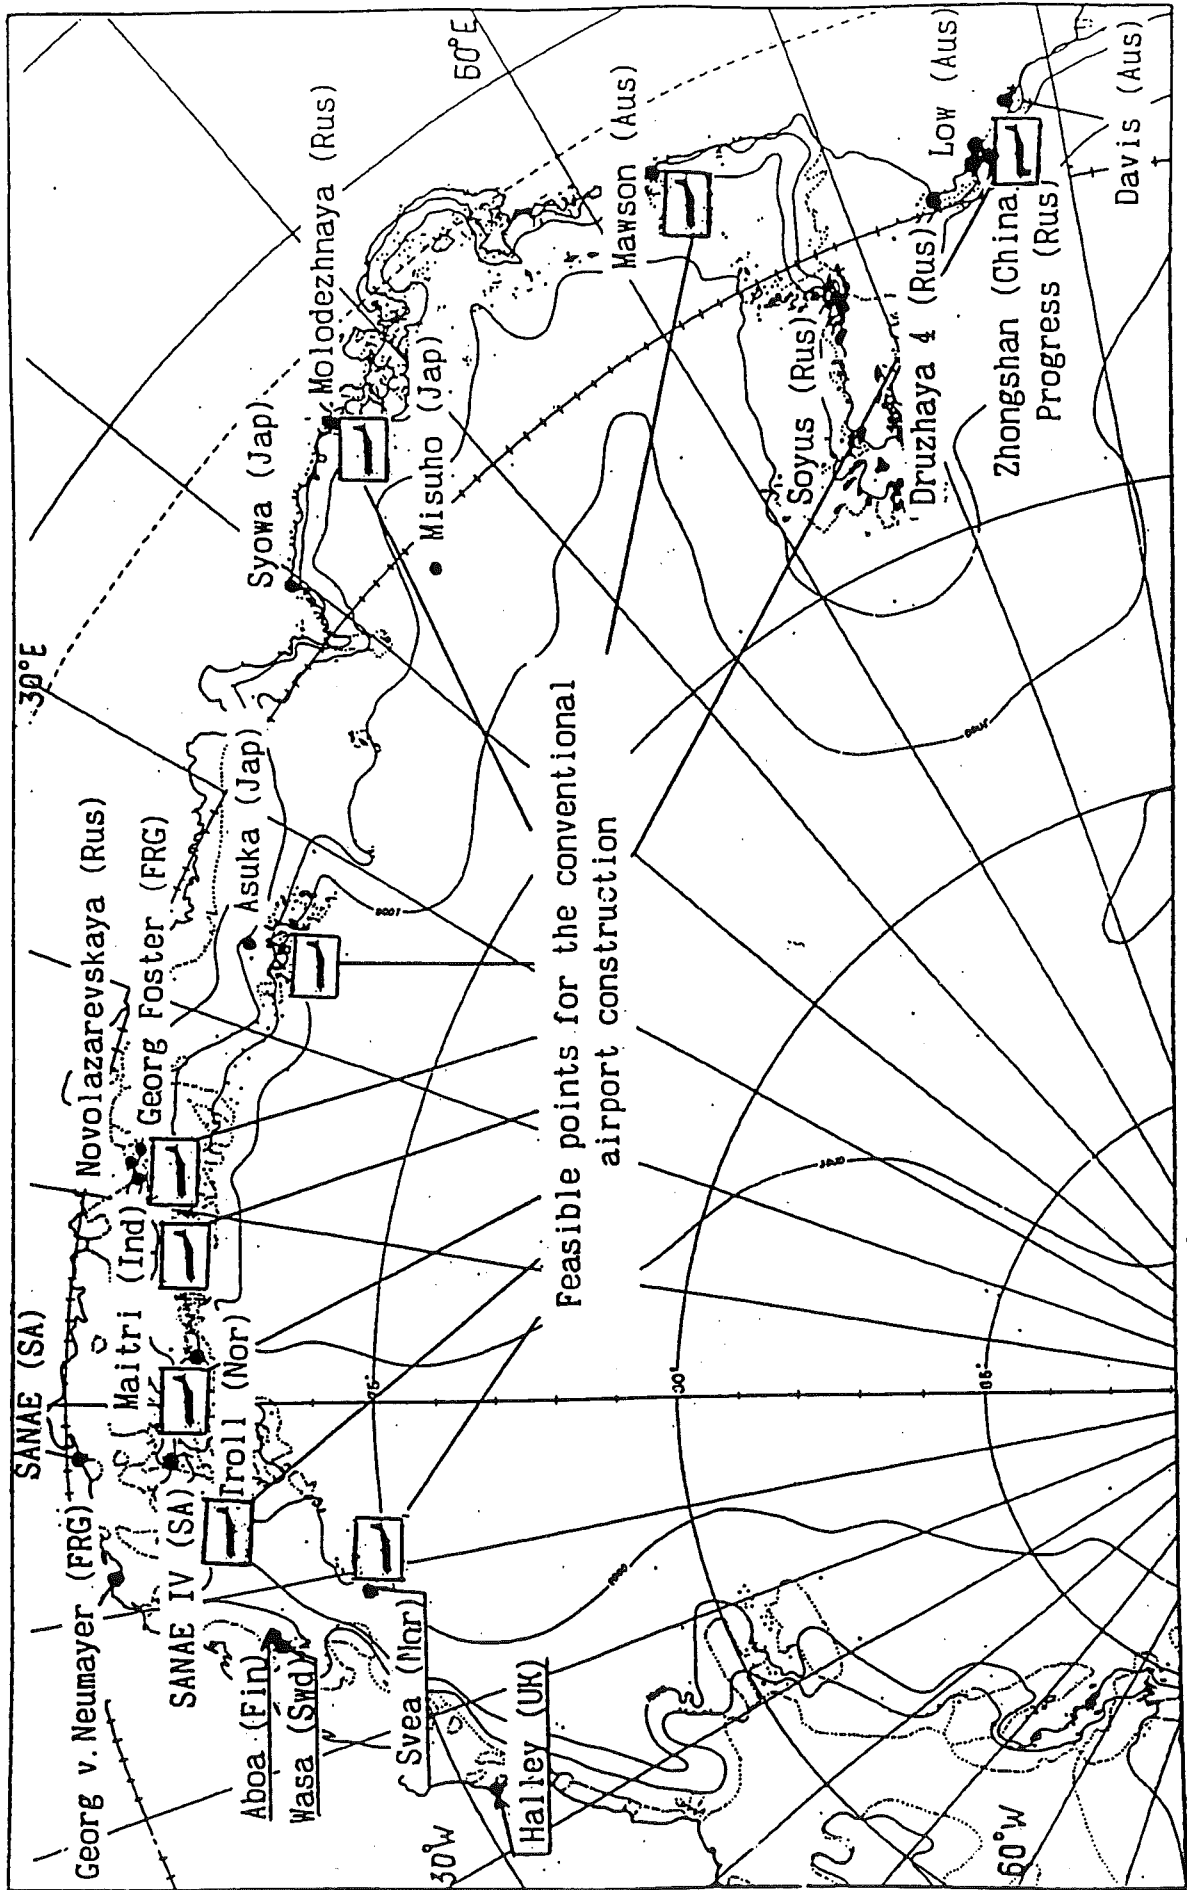 SANAE (SA)
Georg v. Neumayer (FRG)
SANAE IV (SA)
Maitri (Ind)
Troll (Nor)
Novolazarevskaya (Rus)
Georg Foster (FRG)
Asuka (Jap)
30°E
Syowa (Jap)
Molodezhnaya (Rus)
Misuho (Jap)
60°E
Mawson (Aus)
Soyus (Rus)
Druzhaya 4 (Rus)
Low (Aus)
Zhongshan (China
Progress (Rus)
Davis (Aus)
Aboa (Fin)
Wasa (Swd)
Svea (Nor)
Halley (UK)
30°W
60°W
Feasible points for the conventional
airport construction